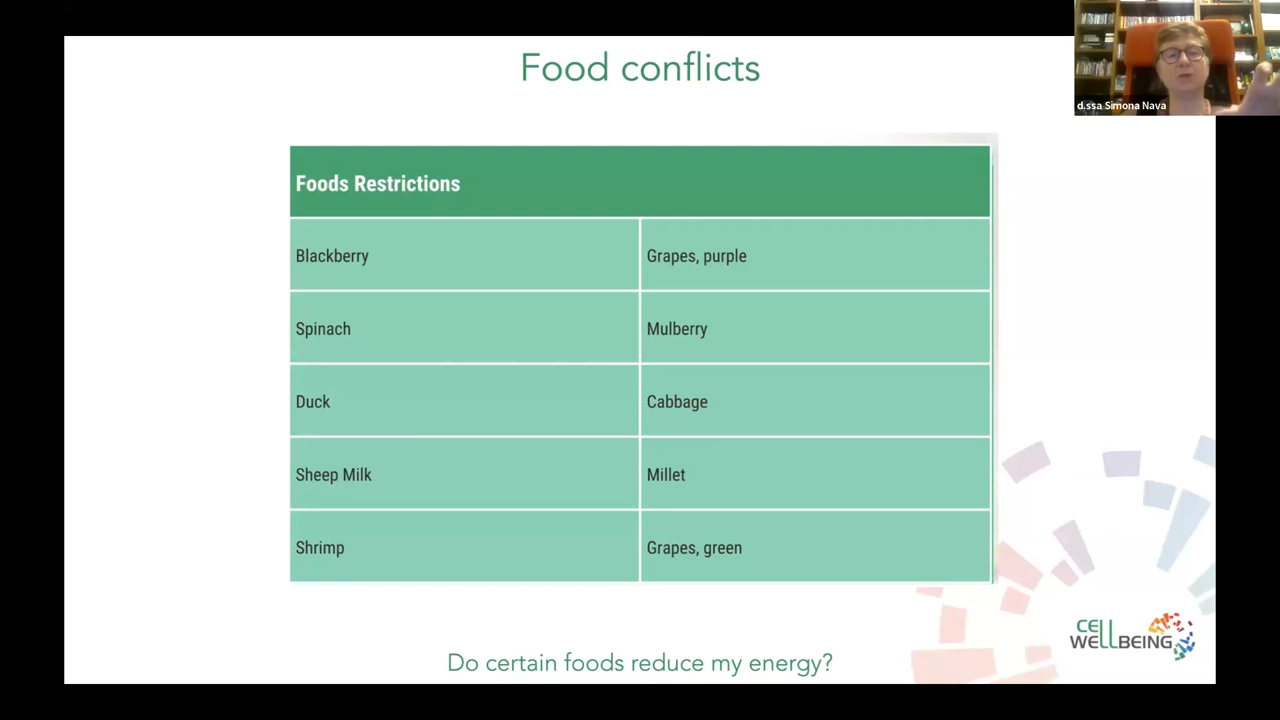 Food conflicts
d.ssa Simona Nava
Foods Restrictions
Blackberry
Grapes, purple
Spinach
Mulberry
Duck
Cabbage
Sheep Milk
Millet
Shrimp
Grapes, green
CELL
WELLBEING
Do certain foods reduce my energy?